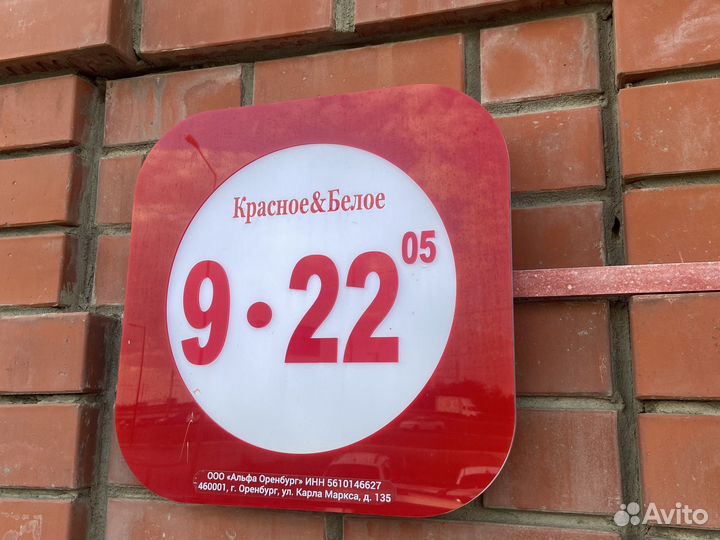 Красное&Белое
9•22 05
ООО «Альфа Оренбург» ИНН 5610146627
460001, г. Оренбург, ул. Карла Маркса, д. 135
Avito